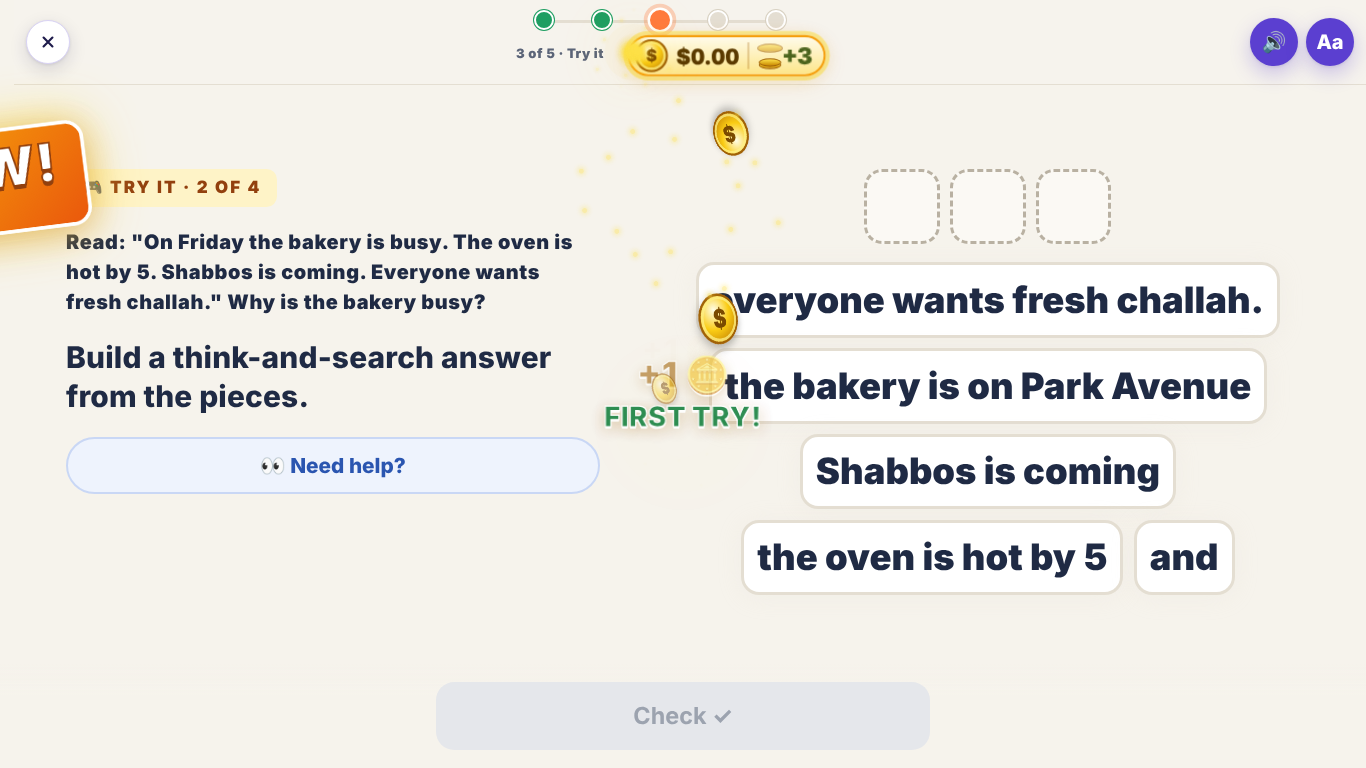 3 of 5 · Try it
$0.00
+3
Aa
W!
TRY IT · 2 OF 4
Read: "On Friday the bakery is busy. The oven is
hot by 5. Shabbos is coming. Everyone wants
fresh challah." Why is the bakery busy?
Build a think-and-search answer
from the pieces.
👀 Need help?
+1
FIRST TRY!
everyone wants fresh challah.
the bakery is on Park Avenue
Shabbos is coming
the oven is hot by 5
and
Check ✓